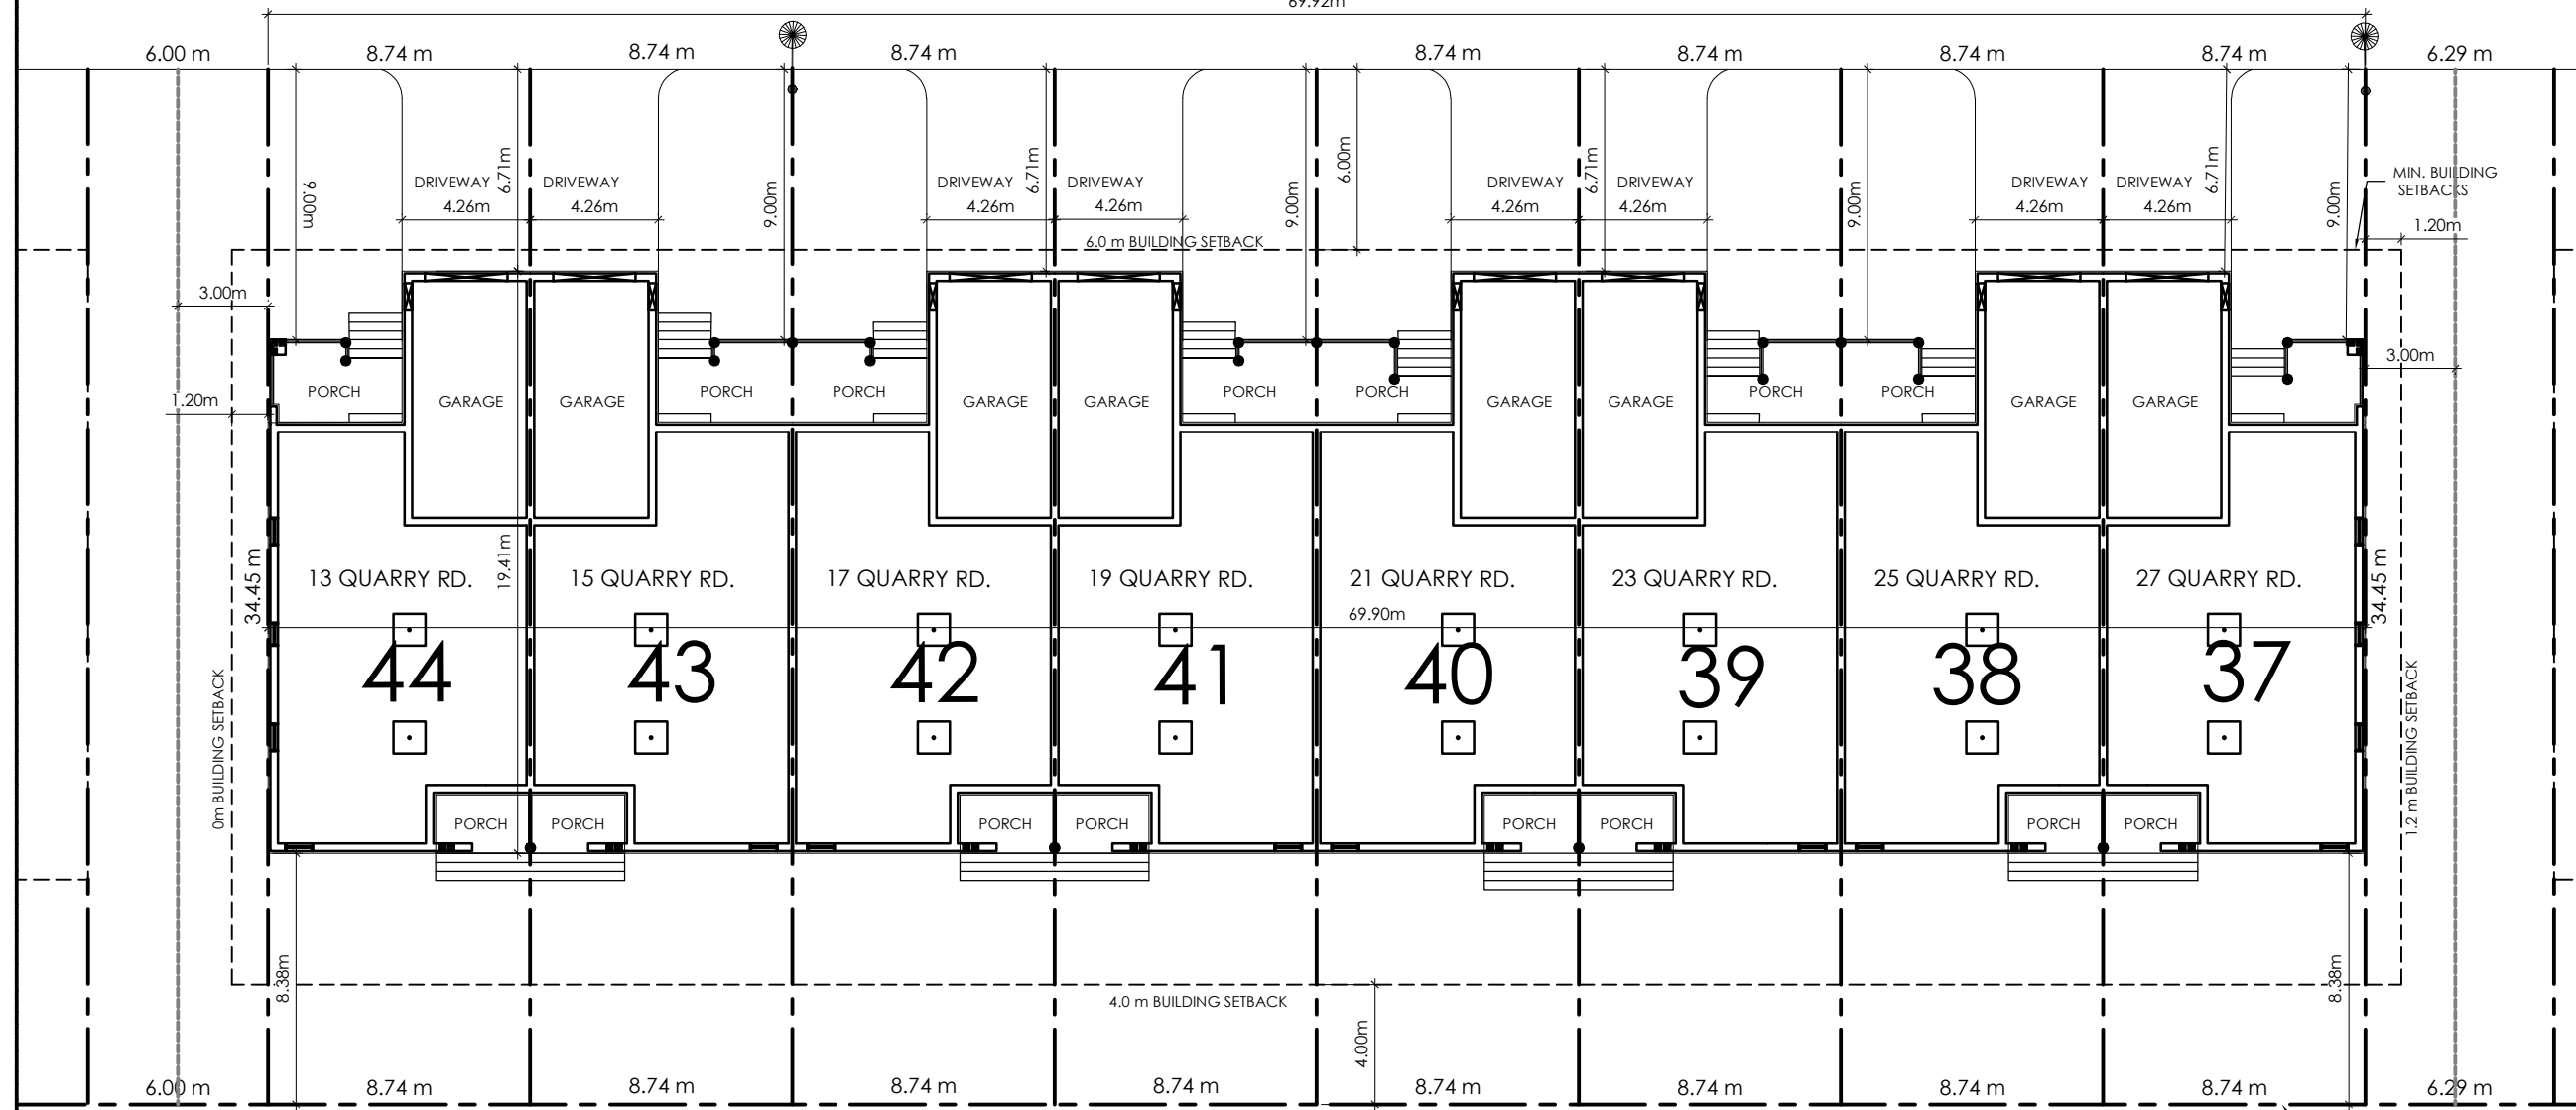 69.92m
6.00 m
8.74 m
8.74 m
8.74 m
8.74 m
8.74 m
8.74 m
8.74 m
6.29 m
9.00m
DRIVEWAY
4.26m
6.71m
DRIVEWAY
4.26m
9.00m
DRIVEWAY
4.26m
6.71m
DRIVEWAY
4.26m
9.00m
6.00m
DRIVEWAY
4.26m
6.71m
DRIVEWAY
4.26m
9.00m
DRIVEWAY
4.26m
DRIVEWAY
4.26m
6.71m
9.00m
MIN. BUILDING
SETBACKS
1.20m
6.0 m BUILDING SETBACK
3.00m
3.00m
1.20m
PORCH
GARAGE
GARAGE
PORCH
PORCH
GARAGE
GARAGE
PORCH
PORCH
GARAGE
GARAGE
PORCH
PORCH
GARAGE
GARAGE
34.45 m
13 QUARRY RD.
19.41m
15 QUARRY RD.
17 QUARRY RD.
19 QUARRY RD.
21 QUARRY RD.
23 QUARRY RD.
25 QUARRY RD.
27 QUARRY RD.
34.45 m
69.90m
44
43
42
41
40
39
38
37
0m BUILDING SETBACK
1.2 m BUILDING SETBACK
PORCH
PORCH
PORCH
PORCH
PORCH
PORCH
PORCH
PORCH
8.38m
8.38m
4.0 m BUILDING SETBACK
4.00m
6.00 m
8.74 m
8.74 m
8.74 m
8.74 m
8.74 m
8.74 m
8.74 m
8.74 m
6.29 m